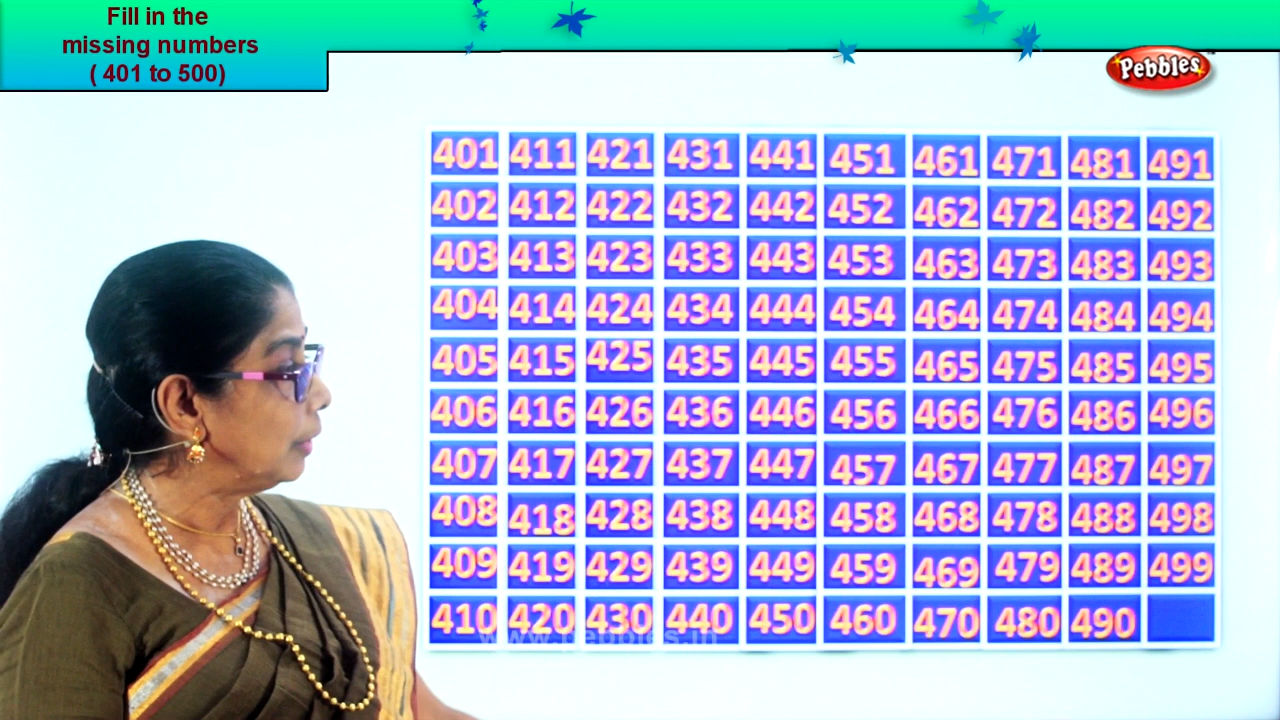 Fill in the
missing numbers
( 401 to 500)
Pebbles
401 411 421 431 441 451 461 471 481 491
402 412 422 432 442 452 462 472 482 492
403 413 423 433 443 453 463 473 483 493
404 414 424 434 444 454 464 474 484 494
405 415 425 435 445 455 465 475 485 495
406 416 426 436 446 456 466 476 486 496
407 417 427 437 447 457 467 477 487 497
408 418 428 438 448 458 468 478 488 498
409 419 429 439 449 459 469 479 489 499
410 420 430 440 450 460 470 480 490
www.pebbles.in